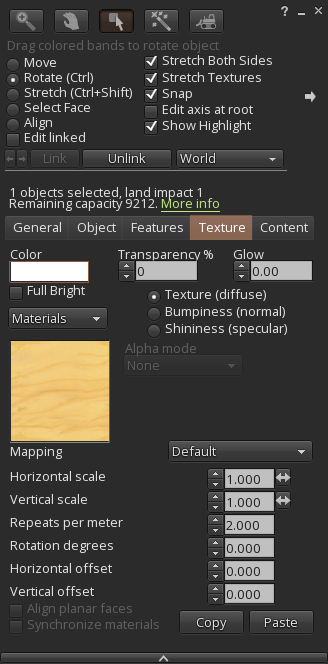 ?
Drag colored bands to rotate object
Move
Rotate (Ctrl)
Stretch (Ctrl+Shift)
Select Face
Align
Edit linked
Stretch Both Sides
Stretch Textures
Snap
Edit axis at root
Show Highlight
Link Unlink World
1 objects selected, land impact 1
Remaining capacity 9212. More info
General Object Features Texture Content
Color Transparency % Glow
0 0.00
Full Bright
Texture (diffuse)
Bumpiness (normal)
Shininess (specular)
Materials
Alpha mode
None
Mapping Default
Horizontal scale 1.000
Vertical scale 1.000
Repeats per meter 2.000
Rotation degrees 0.000
Horizontal offset 0.000
Vertical offset 0.000
Align planar faces
Synchronize materials
Copy Paste